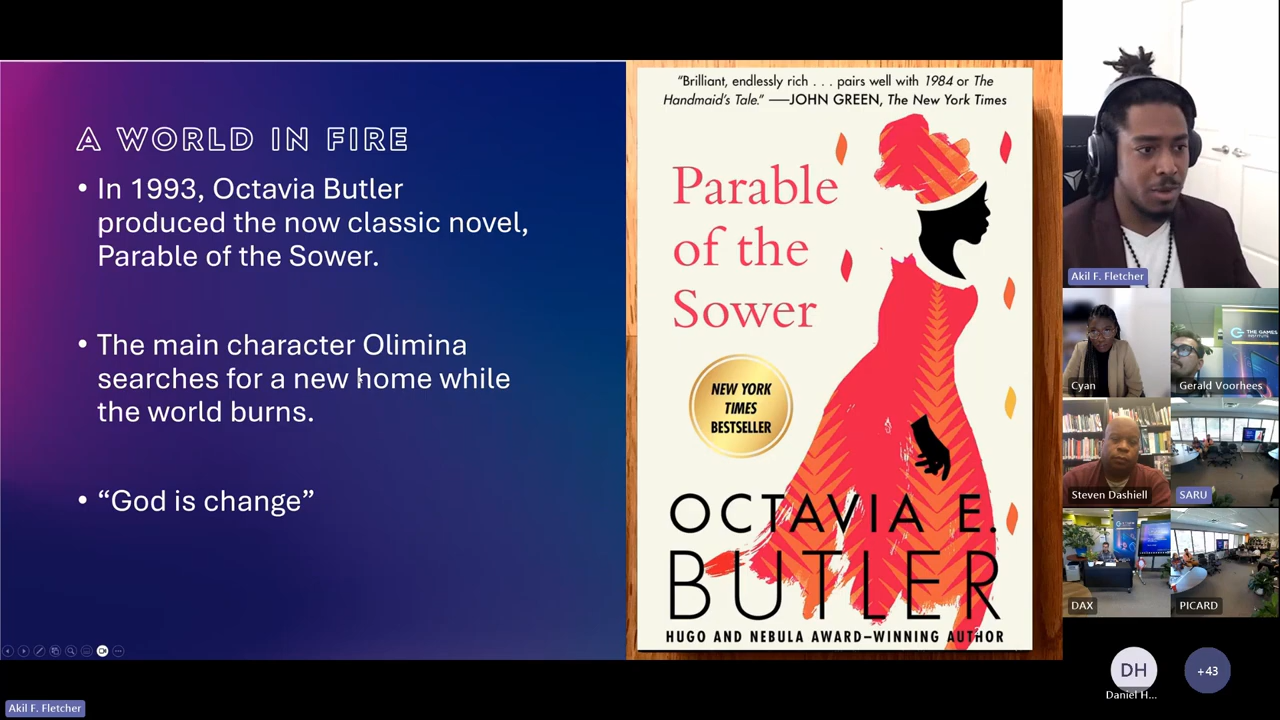 A WORLD IN FIRE
• In 1993, Octavia Butler
produced the now classic novel,
Parable of the Sower.
• The main character Olimina
searches for a new home while
the world burns.
• “God is change”
“Brilliant, endlessly rich . . . pairs well with 1984 or The
Handmaid's Tale.” —JOHN GREEN, The New York Times
Parable
of the
Sower
NEW YORK
TIMES
BESTSELLER
OCTAVIA E.
BUTLER
HUGO AND NEBULA AWARD–WINNING AUTHOR
Akil F. Fletcher
Cyan
Gerald Voorhees
THE GAMES
INSTITUTE
Steven Dashiell
SARU
DAX
PICARD
DH
+43
Daniel H...
Akil F. Fletcher